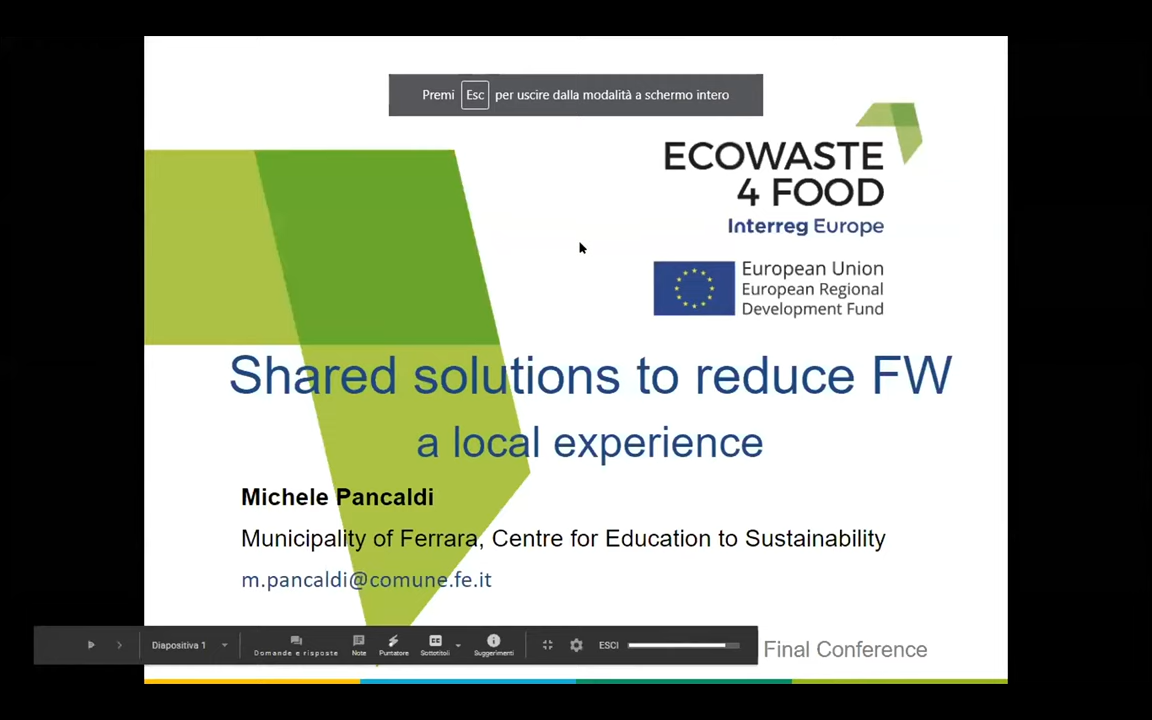 Premi Esc per uscire dalla modalità a schermo intero
ECOWASTE
4 FOOD
Interreg Europe
European Union
European Regional
Development Fund
Shared solutions to reduce FW
a local experience
Michele Pancaldi
Municipality of Ferrara, Centre for Education to Sustainability
m.pancaldi@comune.fe.it
Diapositiva 1
Domande e risposte
Note
Puntatore
Sottotitoli
Suggerimenti
ESCI
Final Conference